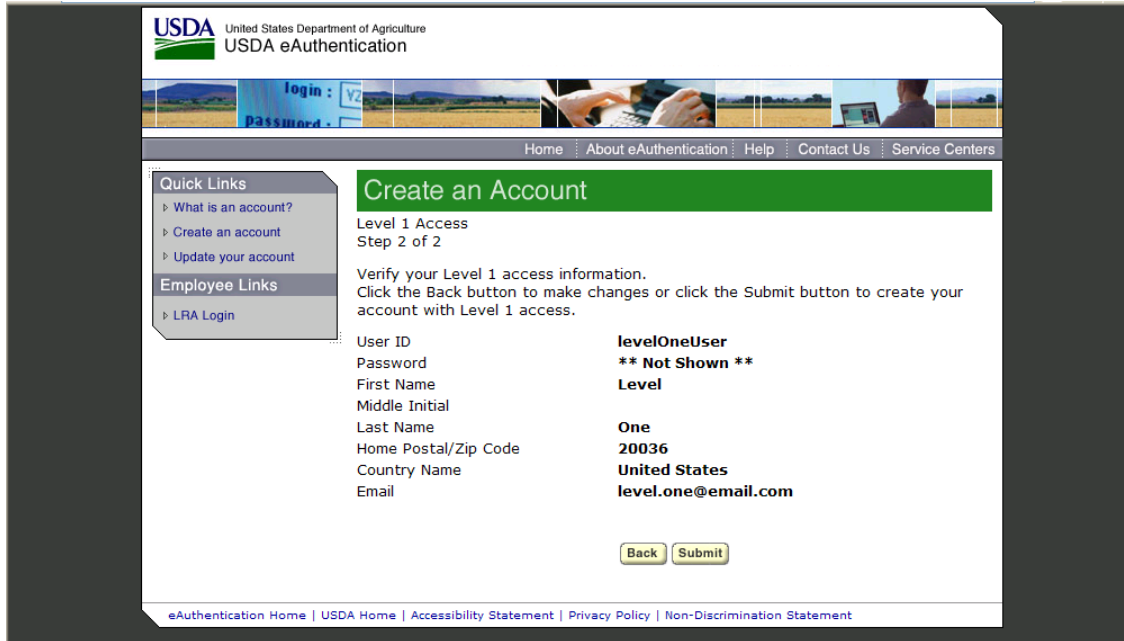 USDA United States Department of Agriculture
USDA eAuthentication
login :
password :
Home About eAuthentication Help Contact Us Service Centers
Quick Links
What is an account?
Create an account
Update your account
Employee Links
LRA Login
Create an Account
Level 1 Access
Step 2 of 2
Verify your Level 1 access information.
Click the Back button to make changes or click the Submit button to create your
account with Level 1 access.
User ID levelOneUser
Password ** Not Shown **
First Name Level
Middle Initial
Last Name One
Home Postal/Zip Code 20036
Country Name United States
Email level.one@email.com
Back Submit
eAuthentication Home | USDA Home | Accessibility Statement | Privacy Policy | Non-Discrimination Statement